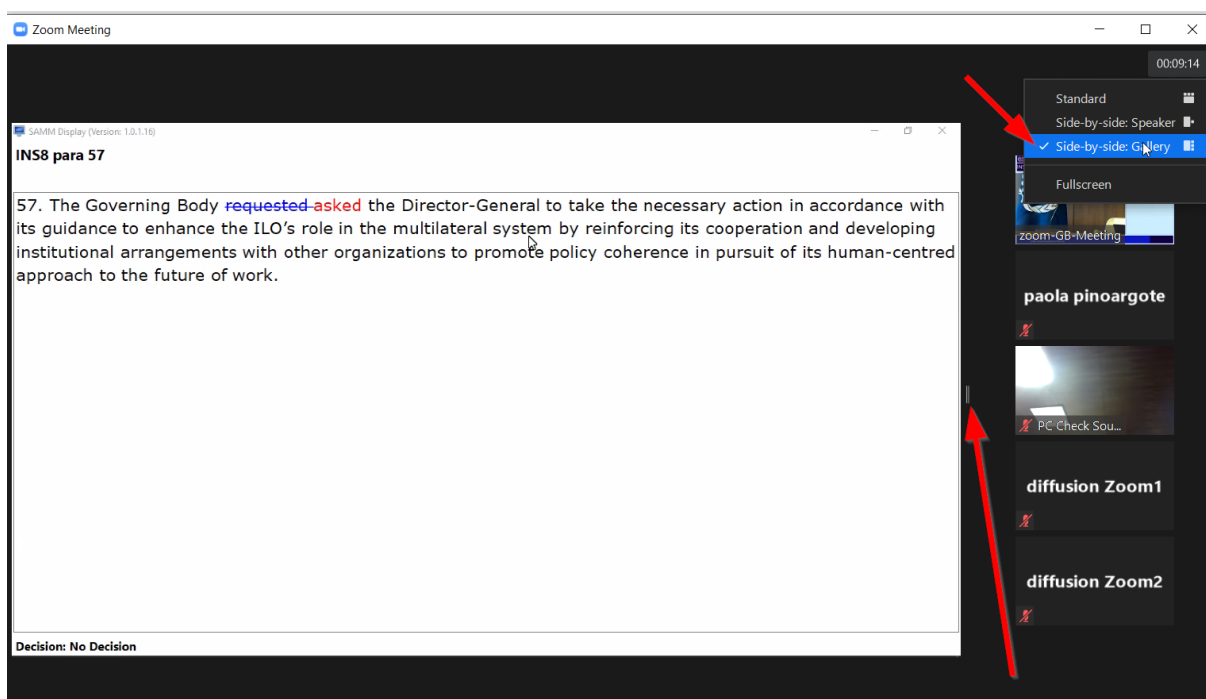 Zoom Meeting
00:09:14
Standard
Side-by-side: Speaker
Side-by-side: Gallery
Fullscreen
SAMM Display (Version: 1.0.1.16)
INS8 para 57
57. The Governing Body requested asked the Director-General to take the necessary action in accordance with
its guidance to enhance the ILO’s role in the multilateral system by reinforcing its cooperation and developing
institutional arrangements with other organizations to promote policy coherence in pursuit of its human-centred
approach to the future of work.
Decision: No Decision
zoom-GB-Meeting
paola pinoargote
PC Check Sou...
diffusion Zoom1
diffusion Zoom2